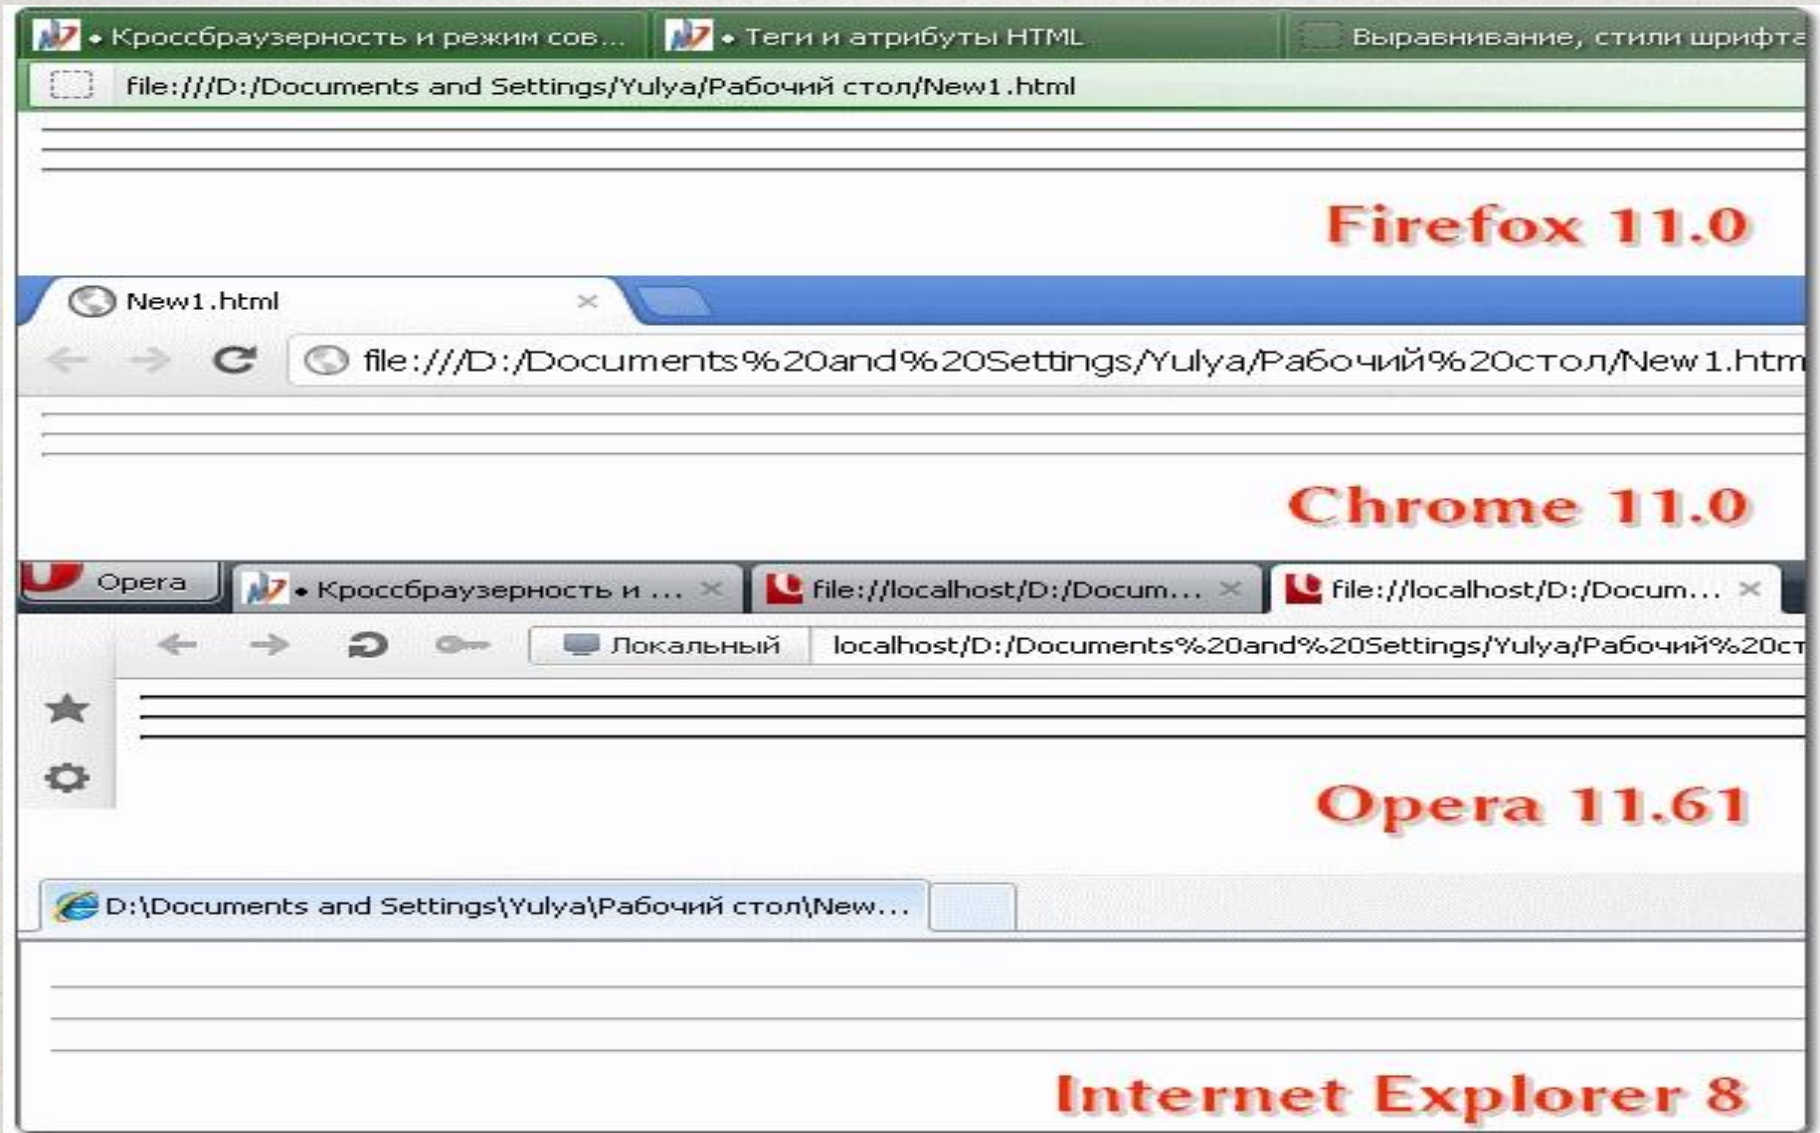 • Кроссбраузерность и режим сов... • Теги и атрибуты HTML Выравнивание, стили шрифта
file:///D:/Documents and Settings/Yulya/Рабочий стол/New1.html
Firefox 11.0
New1.html
file:///D:/Documents%20and%20Settings/Yulya/Рабочий%20стол/New1.htm
Chrome 11.0
Opera • Кроссбраузерность и ... file://localhost/D:/Docum... file://localhost/D:/Docum...
Локальный localhost/D:/Documents%20and%20Settings/Yulya/Рабочий%20ст
Opera 11.61
D:\Documents and Settings\Yulya\Рабочий стол\New...
Internet Explorer 8